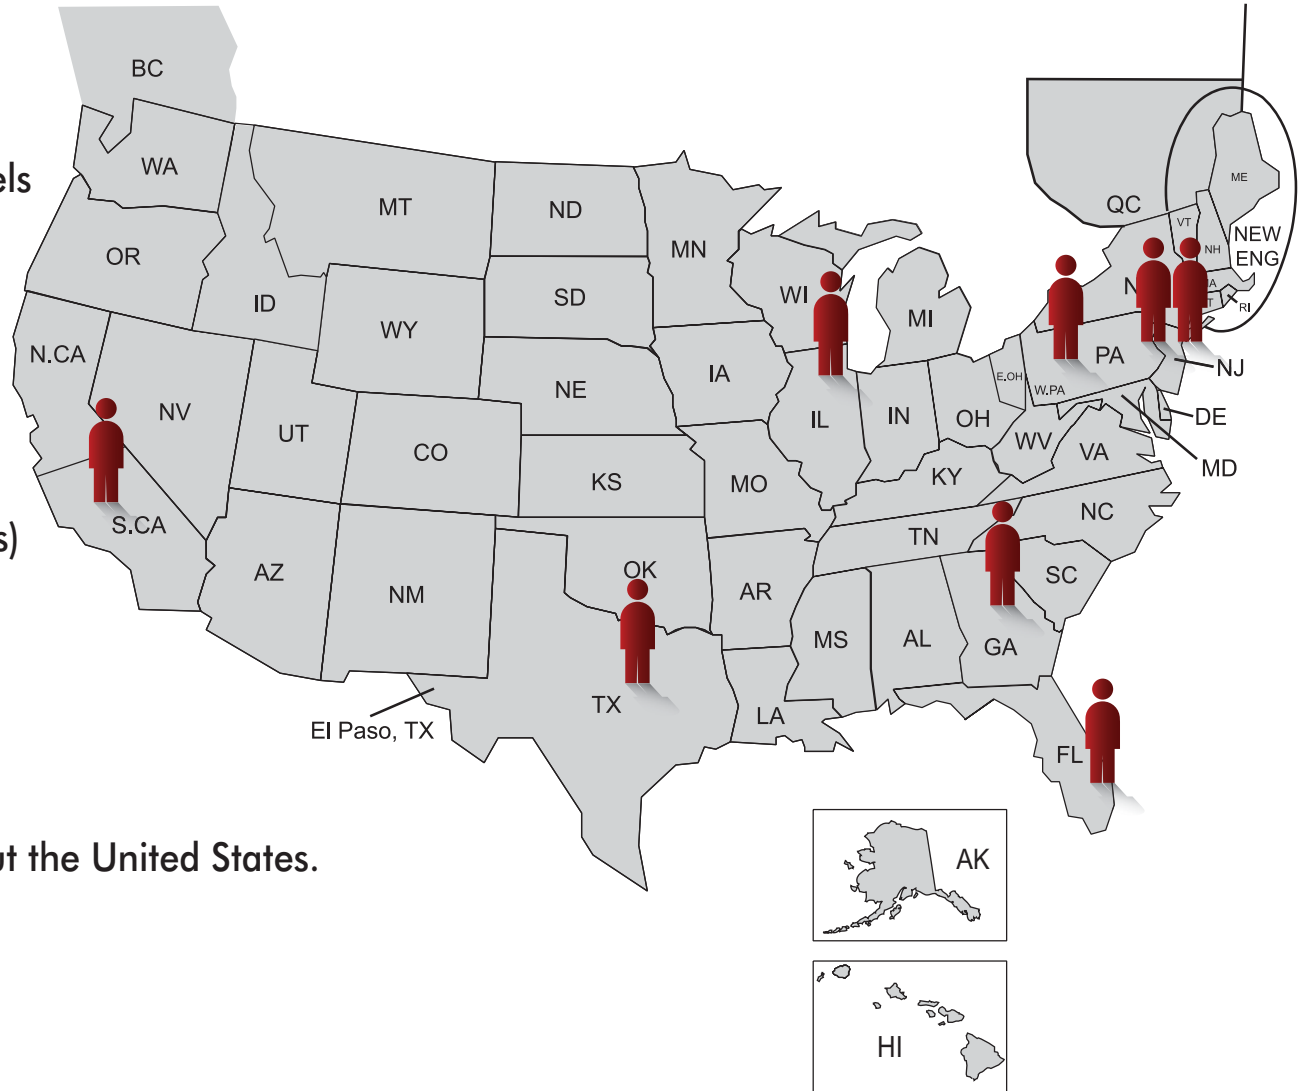 BC
els
WA
ME
MT
ND
QC
VT
MN
NEW
ENG
NH
OR
WI
SD
ID
MI
RI
WY
N.CA
PA
NJ
IA
E.OH
W.PA
NE
NV
IL
IN
OH
DE
UT
WV
CO
VA
MD
KY
KS
MO
NC
S.CA
s)
TN
AZ
OK
SC
NM
AR
MS
AL
GA
TX
LA
El Paso, TX
FL
ut the United States.
AK
HI